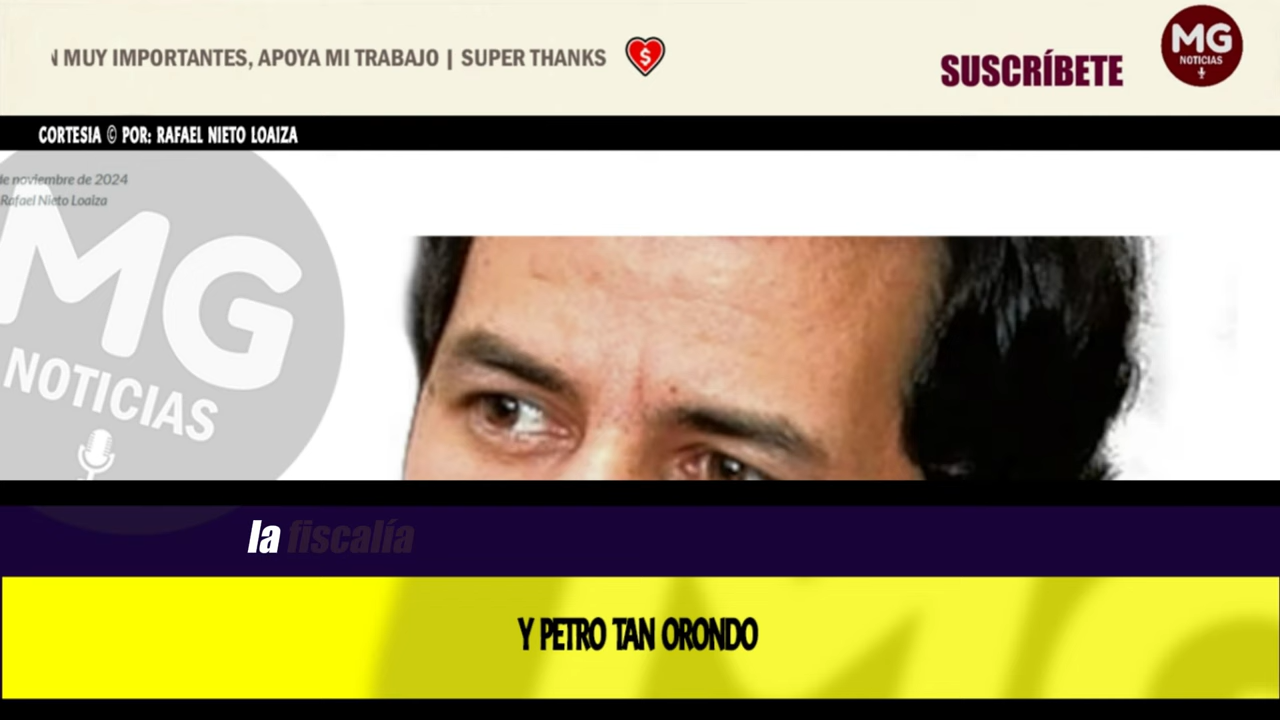 MUY IMPORTANTES, APOYA MI TRABAJO | SUPER THANKS
$
SUSCRÍBETE
MG
NOTICIAS
CORTESIA © POR: RAFAEL NIETO LOAIZA
de noviembre de 2024
Rafael Nieto Loaiza
MG
NOTICIAS
la fiscalía
Y PETRO TAN ORONDO